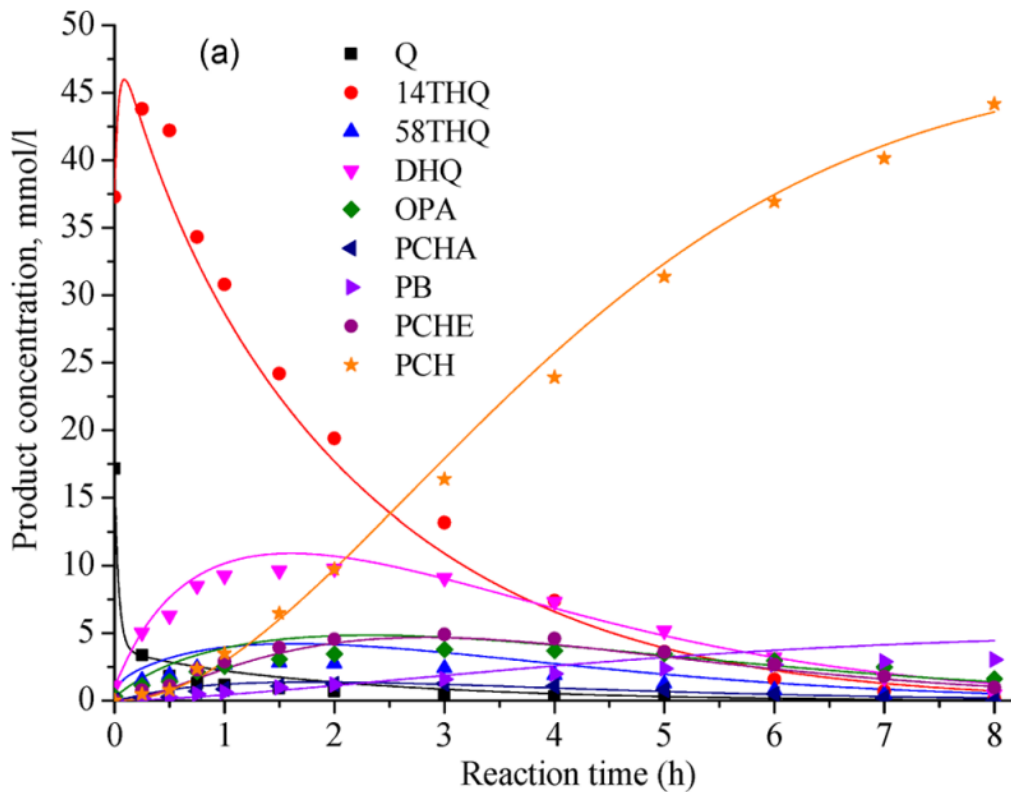 (a)
Q
14THQ
58THQ
DHQ
OPA
PCHA
PB
PCHE
PCH
Product concentration, mmol/l
50
45
40
35
30
25
20
15
10
5
0
0 1 2 3 4 5 6 7 8
Reaction time (h)